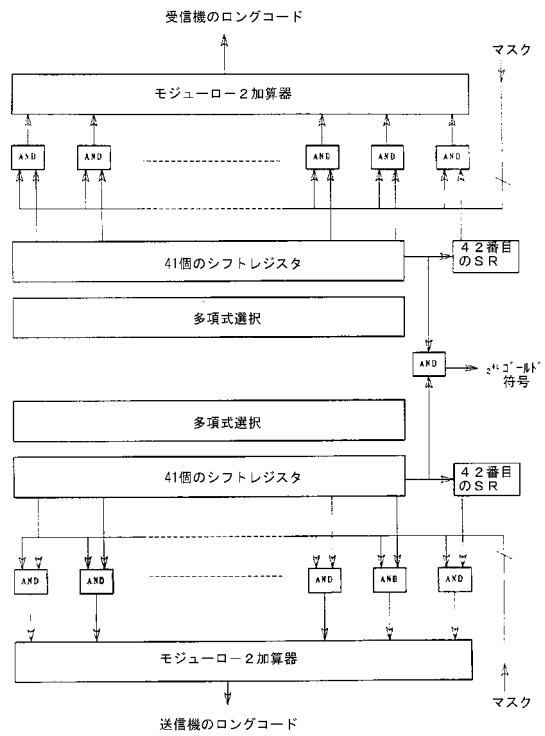 受信機のロングコード
マスク
モジューロー2加算器
AND AND AND AND AND
41個のシフトレジスタ
42番目
のSR
多項式選択
AND
2⁴¹ゴールド
符号
多項式選択
41個のシフトレジスタ
42番目
のSR
AND AND AND AND AND
モジューロー2加算器
マスク
送信機のロングコード